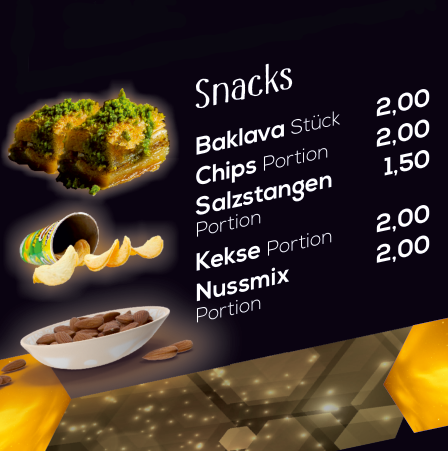 Snacks
Baklava Stück 2,00
Chips Portion 2,00
Salzstangen 1,50
Portion
Kekse Portion 2,00
Nussmix 2,00
Portion